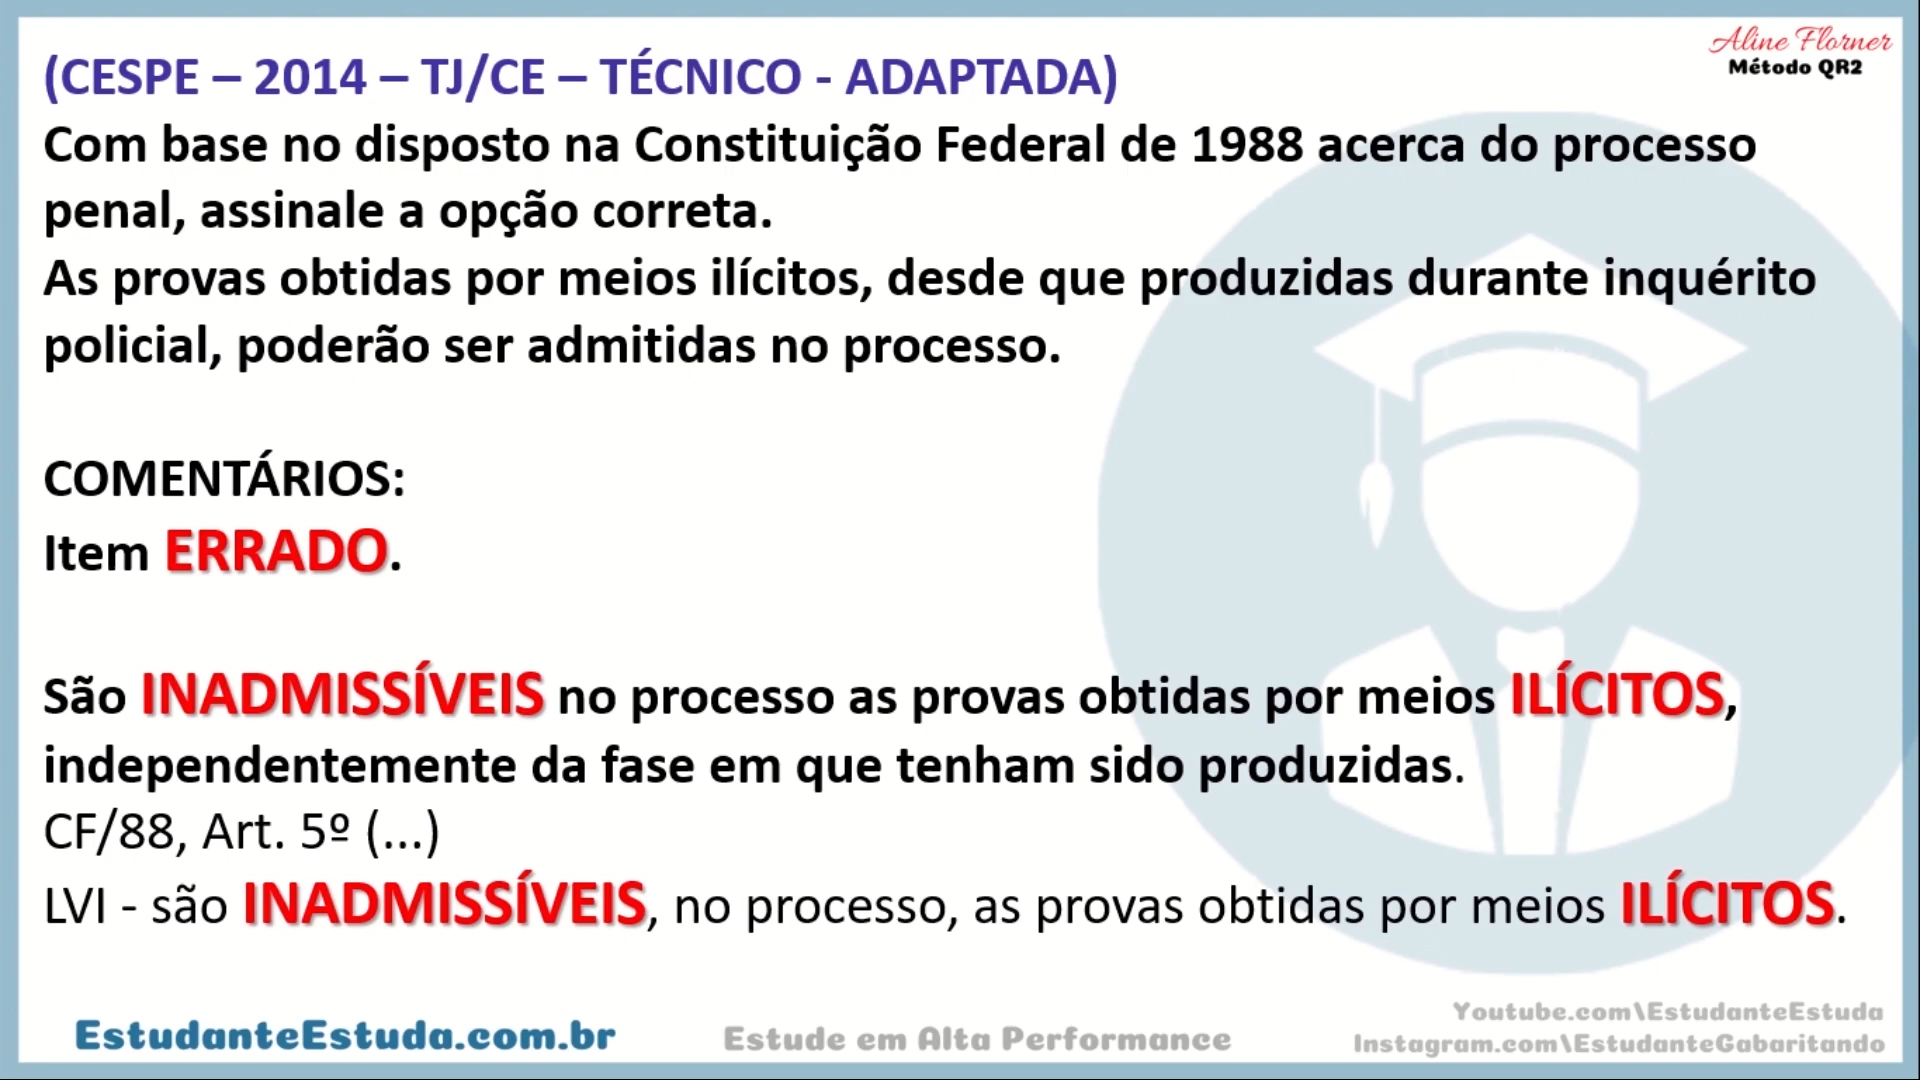 Aline Florner
Método QR2
(CESPE – 2014 – TJ/CE – TÉCNICO - ADAPTADA)
Com base no disposto na Constituição Federal de 1988 acerca do processo
penal, assinale a opção correta.
As provas obtidas por meios ilícitos, desde que produzidas durante inquérito
policial, poderão ser admitidas no processo.
COMENTÁRIOS:
Item ERRADO.
São INADMISSÍVEIS no processo as provas obtidas por meios ILÍCITOS,
independentemente da fase em que tenham sido produzidas.
CF/88, Art. 5º (...)
LVI - são INADMISSÍVEIS, no processo, as provas obtidas por meios ILÍCITOS.
EstudanteEstuda.com.br
Estude em Alta Performance
Youtube.com\EstudanteEstuda
Instagram.com\EstudanteGabaritando